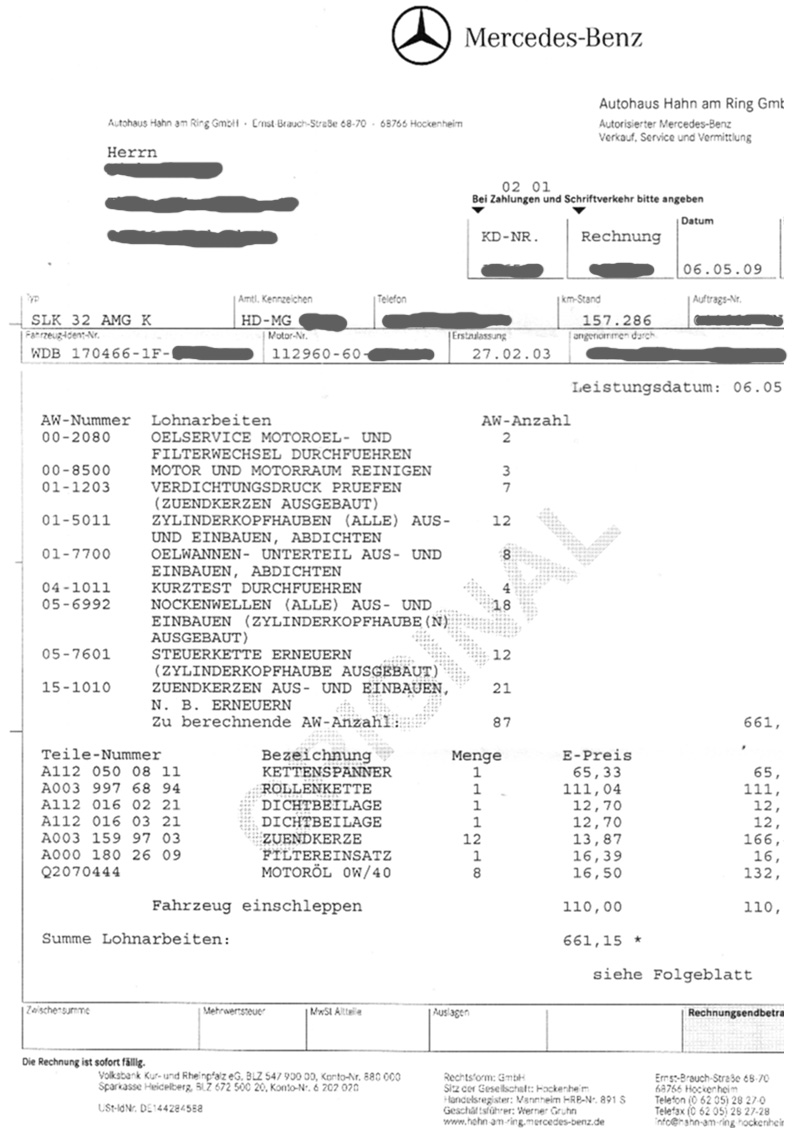 Mercedes-Benz
Autohaus Hahn am Ring Gmb
Autohaus Hahn am Ring GmbH - Ernst-Brauch-Straße 68-70 - 68766 Hockenheim
Autorisierter Mercedes-Benz
Verkauf, Service und Vermittlung
Herrn
02 01
Bei Zahlungen und Schriftverkehr bitte angeben
KD-NR. Rechnung Datum
06.05.09
Typ Amtl. Kennzeichen Telefon km-Stand Auftrags-Nr.
SLK 32 AMG K HD-MG 157.286
Fahrzeug-Ident-Nr. Motor-Nr. Erstzulassung angenommen durch
WDB 170466-1F- 112960-60- 27.02.03
Leistungsdatum: 06.05
AW-Nummer Lohnarbeiten AW-Anzahl
00-2080 OELSERVICE MOTOROEL- UND 2
FILTERWECHSEL DURCHFUEHREN
00-8500 MOTOR UND MOTORRAUM REINIGEN 3
01-1203 VERDICHTUNGSDRUCK PRUEFEN 7
(ZUENDKERZEN AUSGEBAUT)
01-5011 ZYLINDERKOPFHAUBEN (ALLE) AUS- 12
UND EINBAUEN, ABDICHTEN
01-7700 OELWANNEN- UNTERTEIL AUS- UND 8
EINBAUEN, ABDICHTEN
04-1011 KURZTEST DURCHFUEHREN 4
05-6992 NOCKENWELLEN (ALLE) AUS- UND 18
EINBAUEN (ZYLINDERKOPFHAUBE(N)
AUSGEBAUT)
05-7601 STEUERKETTE ERNEUERN 12
(ZYLINDERKOPFHAUBE AUSGEBAUT)
15-1010 ZUENDKERZEN AUS- UND EINBAUEN, 21
N. B. ERNEUERN
Zu berechnende AW-Anzahl: 87 661,
ORIGINAL
Teile-Nummer Bezeichnung Menge E-Preis
A112 050 08 11 KETTENSPANNER 1 65,33 65,
A003 997 68 94 ROLLENKETTE 1 111,04 111,
A112 016 02 21 DICHTBEILAGE 1 12,70 12,
A112 016 03 21 DICHTBEILAGE 1 12,70 12,
A003 159 97 03 ZUENDKERZE 12 13,87 166,
A000 180 26 09 FILTEREINSATZ 1 16,39 16,
Q2070444 MOTORÖL 0W/40 8 16,50 132,
Fahrzeug einschleppen 110,00 110,
Summe Lohnarbeiten: 661,15 *
siehe Folgeblatt
Zwischensumme Mehrwertsteuer MwSt Altteile Auslagen Rechnungsendbetra
Die Rechnung ist sofort fällig.
Volksbank Kur- und Rheinpfalz eG, BLZ 547 900 00, Konto-Nr. 880 000
Sparkasse Heidelberg, BLZ 672 500 20, Konto-Nr. 6 202 020
USt-IdNr. DE144284588
Rechtsform: GmbH
Sitz der Gesellschaft: Hockenheim
Handelsregister: Mannheim HRB-Nr. 891 S
Geschäftsführer: Werner Gruhn
www.hahn-am-ring.mercedes-benz.de
Ernst-Brauch-Straße 68-70
68766 Hockenheim
Telefon (0 62 05) 28 27-0
Telefax (0 62 05) 28 27-28
info@hahn-am-ring.hockenhei